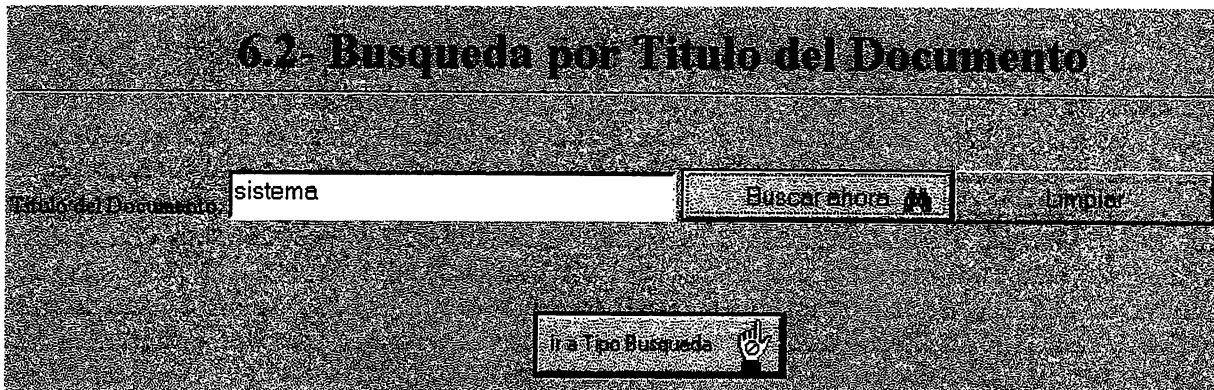 6.2- Busqueda por Titulo del Documento
Titulo del Documento: sistema Buscar ahora Limpiar
Ir a Tipo Busqueda